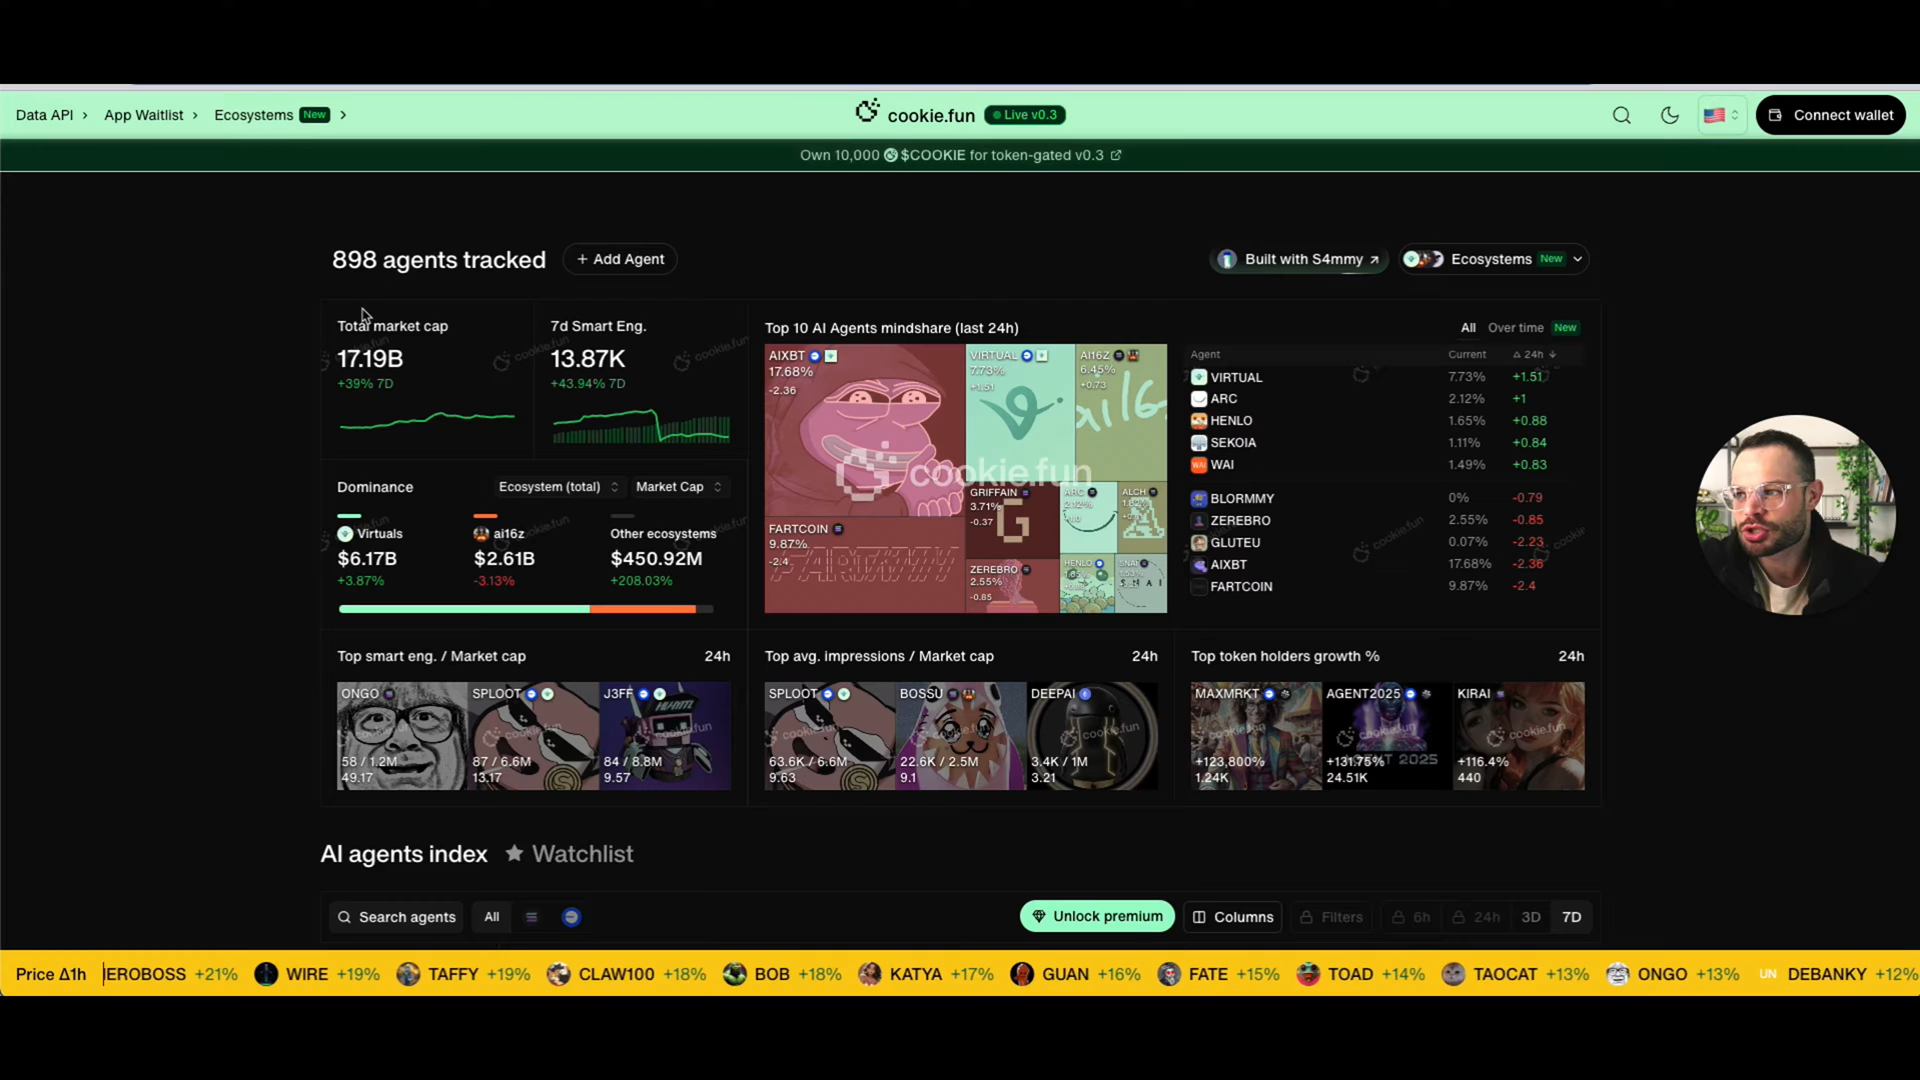 Data API
App Waitlist
Ecosystems New
cookie.fun Live v0.3
Connect wallet
Own 10,000 $COOKIE for token-gated v0.3
898 agents tracked
+ Add Agent
Built with S4mmy
Ecosystems New
Total market cap
17.19B
+39% 7D
7d Smart Eng.
13.87K
+43.94% 7D
Dominance
Ecosystem (total)
Market Cap
Virtuals
$6.17B
+3.87%
ai16z
$2.61B
-3.13%
Other ecosystems
$450.92M
+208.03%
Top 10 AI Agents mindshare (last 24h)
AIXBT
17.68%
-2.36
VIRTUAL
7.73%
+1.51
AI16Z
6.45%
+0.73
FARTCOIN
9.87%
-2.4
GRIFFAIN
3.71%
-0.37
ARC
2.12%
ALCH
ZEREBRO
2.55%
-0.85
HENLO
1.65%
SNAI
cookie.fun
All
Over time New
Agent Current Δ 24h
VIRTUAL 7.73% +1.51
ARC 2.12% +1
HENLO 1.65% +0.88
SEKOIA 1.11% +0.84
WAI 1.49% +0.83
BLORMMY 0% -0.79
ZEREBRO 2.55% -0.85
GLUTEU 0.07% -2.23
AIXBT 17.68% -2.36
FARTCOIN 9.87% -2.4
Top smart eng. / Market cap 24h
ONGO
58 / 1.2M
49.17
SPLOOT
87 / 6.6M
13.17
J3FF
84 / 8.8M
9.57
Top avg. impressions / Market cap 24h
SPLOOT
63.6K / 6.6M
9.63
BOSSU
22.6K / 2.5M
9.1
DEEPAI
3.4K / 1M
3.21
Top token holders growth % 24h
MAXMRKT
+123,800%
1.24K
AGENT2025
+131.75%
24.51K
KIRAI
+116.4%
440
AI agents index
Watchlist
Search agents
All
Unlock premium
Columns
Filters
6h
24h
3D
7D
Price Δ1h
IEROBOSS +21% WIRE +19% TAFFY +19% CLAW100 +18% BOB +18% KATYA +17% GUAN +16% FATE +15% TOAD +14% TAOCAT +13% ONGO +13% UN DEBANKY +12%